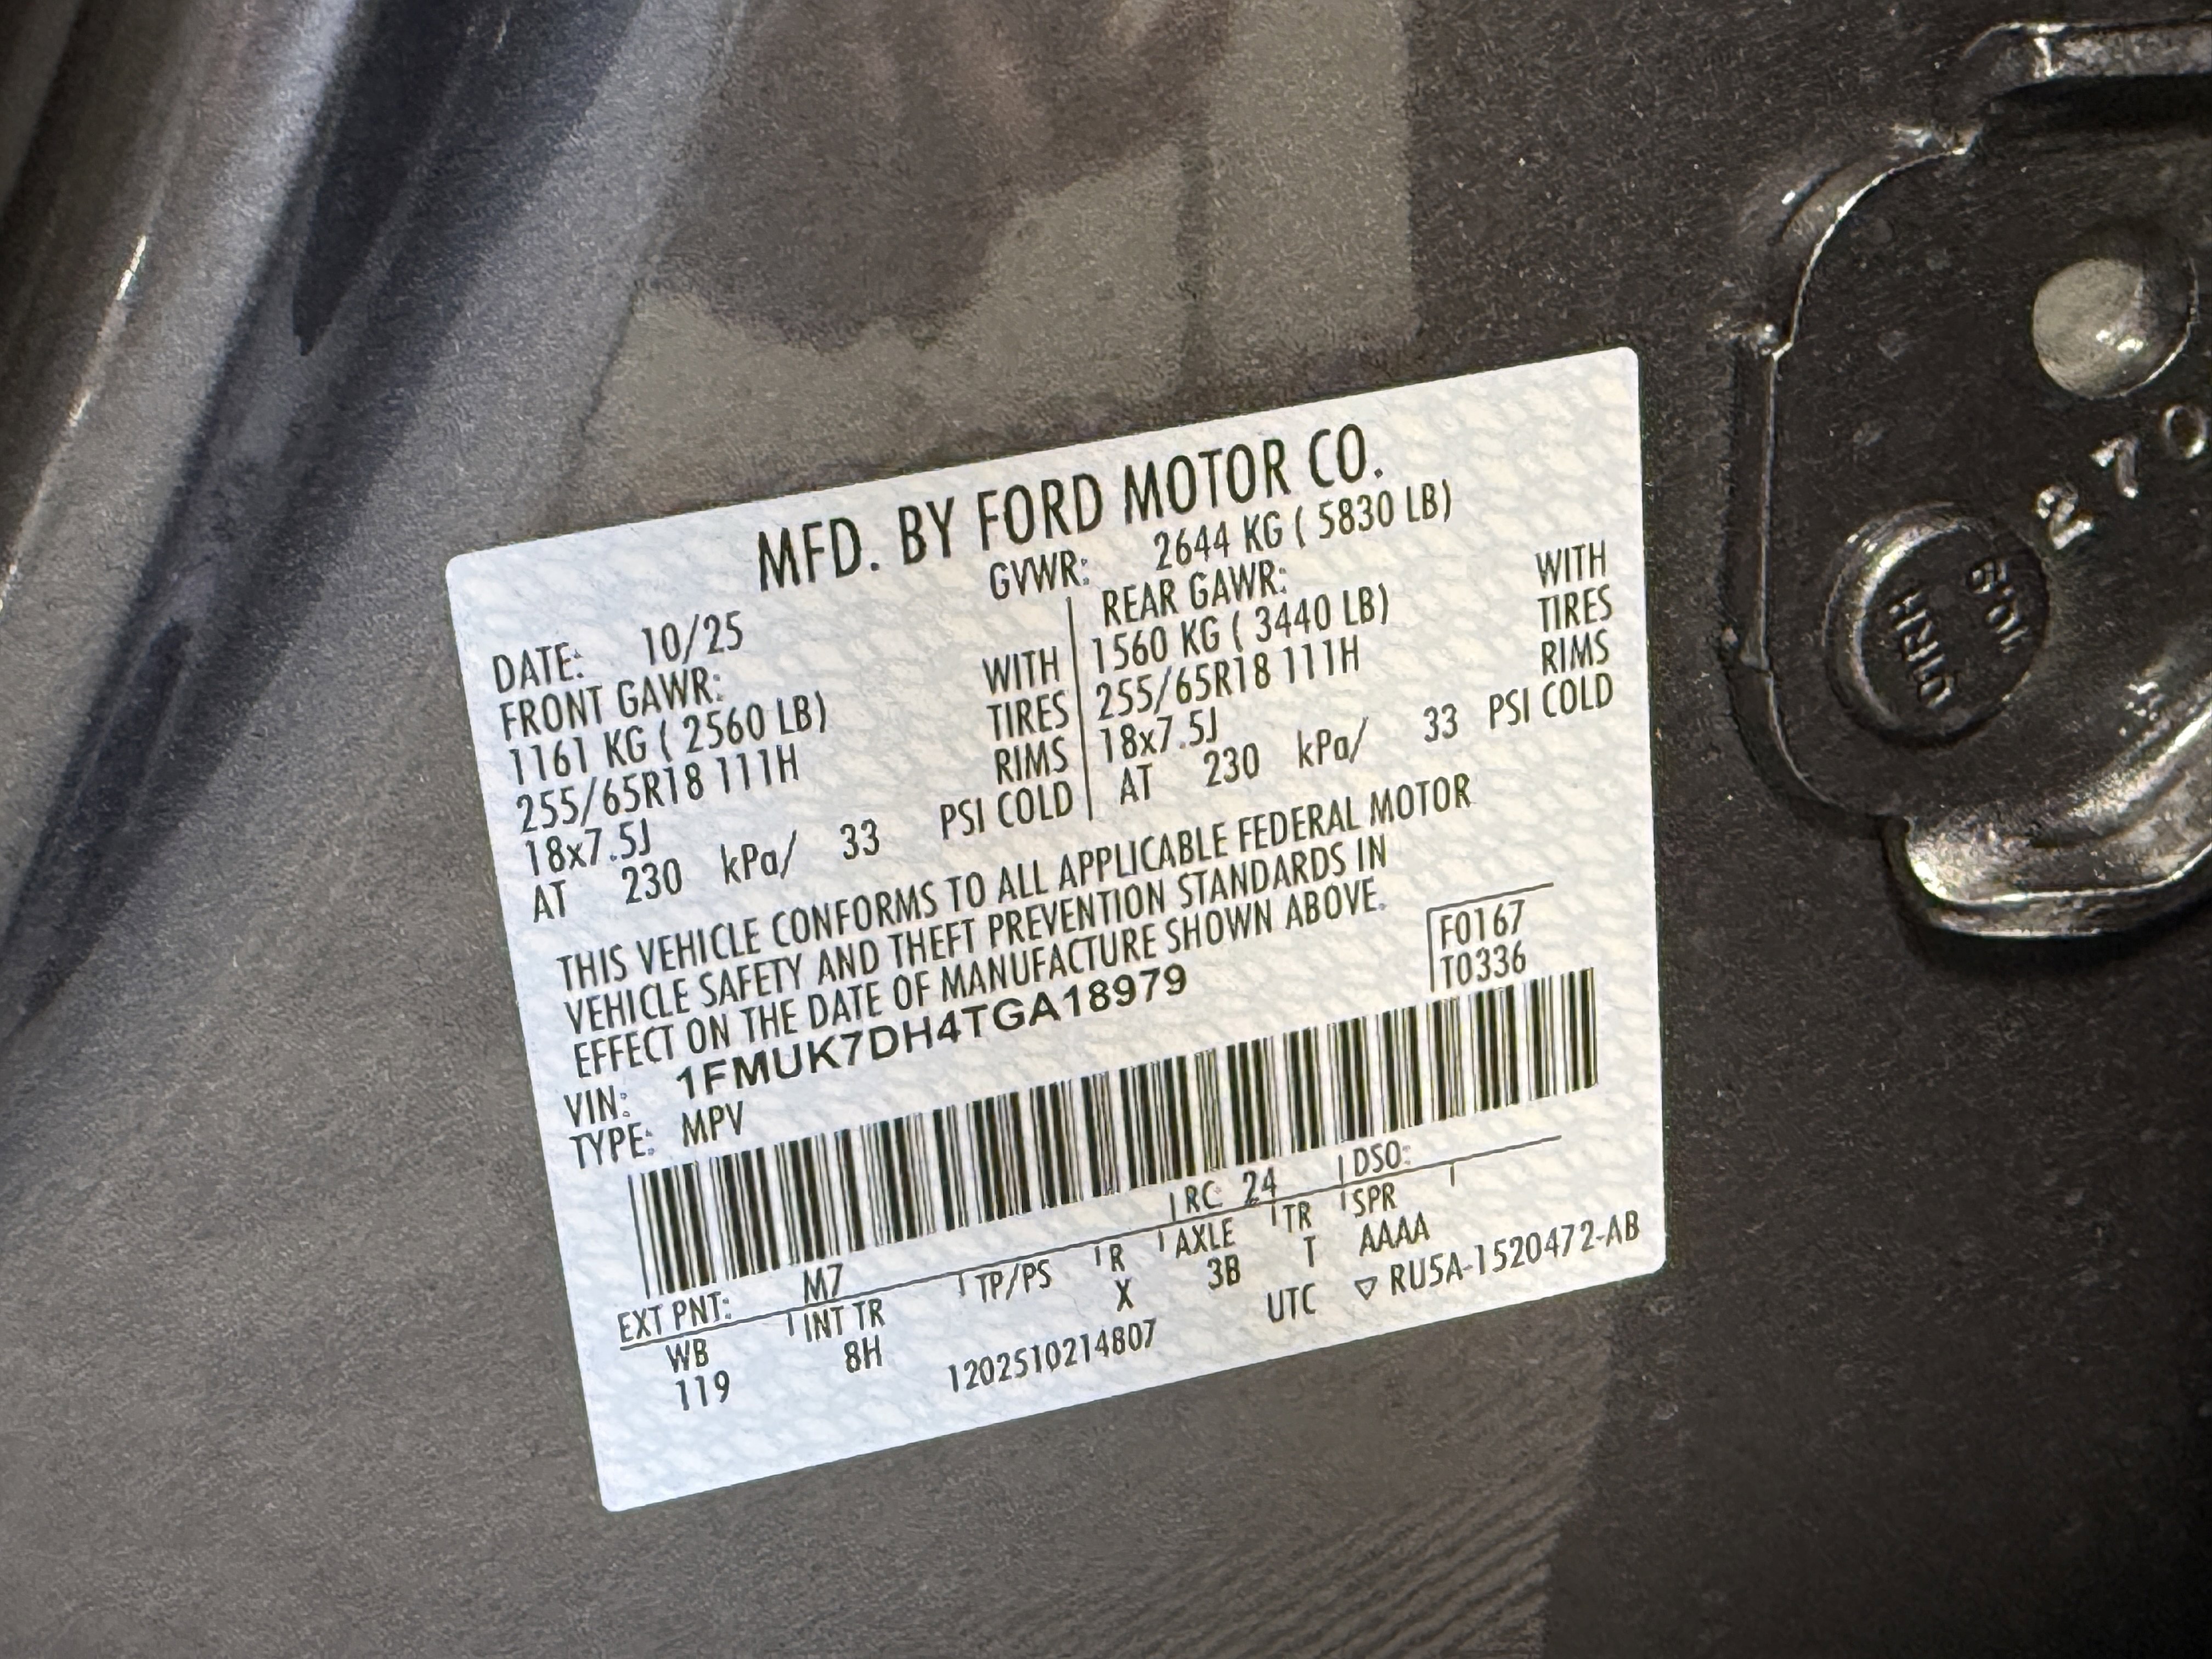 MFD. BY FORD MOTOR CO.
DATE: 10/25 GVWR: 2644 KG ( 5830 LB)
FRONT GAWR: REAR GAWR:
1161 KG ( 2560 LB) WITH 1560 KG ( 3440 LB) WITH
255/65R18 111H TIRES 255/65R18 111H TIRES
18x7.5J RIMS 18x7.5J RIMS
AT 230 kPa/ 33 PSI COLD AT 230 kPa/ 33 PSI COLD
THIS VEHICLE CONFORMS TO ALL APPLICABLE FEDERAL MOTOR
VEHICLE SAFETY AND THEFT PREVENTION STANDARDS IN
EFFECT ON THE DATE OF MANUFACTURE SHOWN ABOVE.
F0167
T0336
VIN: 1FMUK7DH4TGA18979
TYPE: MPV
EXT PNT: M7 RC: 24 DSO:
WB INT TR TP/PS R AXLE TR SPR
119 8H X 3B T AAAA
1202510214807 UTC ▽ RU5A-1520472-AB
270